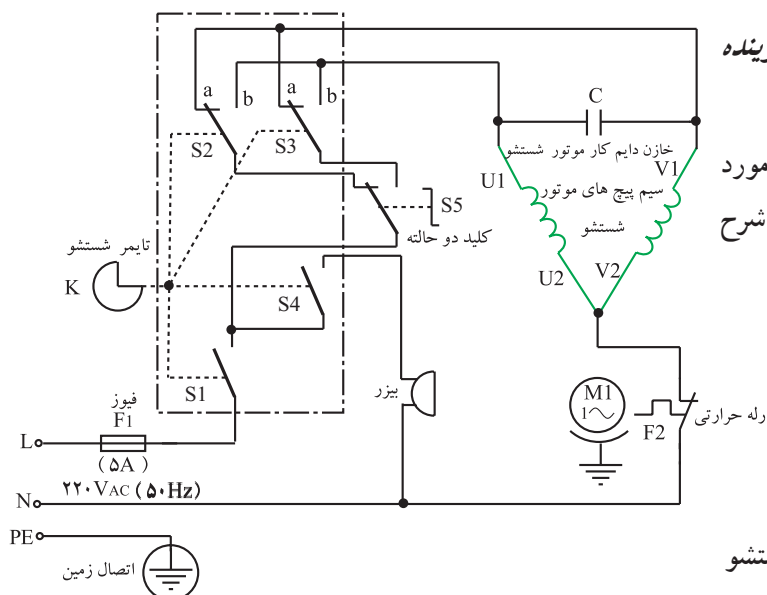 رینده
a
b
a
b
C
S2
S3
خازن دایم کار موتور شستشو
V1
مورد
U1
سیم پیچ های موتور
شستشو
S5
کلید دو حالته
شرح
تایمر شستشو
K
U2
V2
S4
S1
بیزر
M1
1
رله حرارتی
F2
فیوز
F1
L
(۵A)
N
۲۲۰VAC (۵۰Hz)
PE
اتصال زمین
تشو